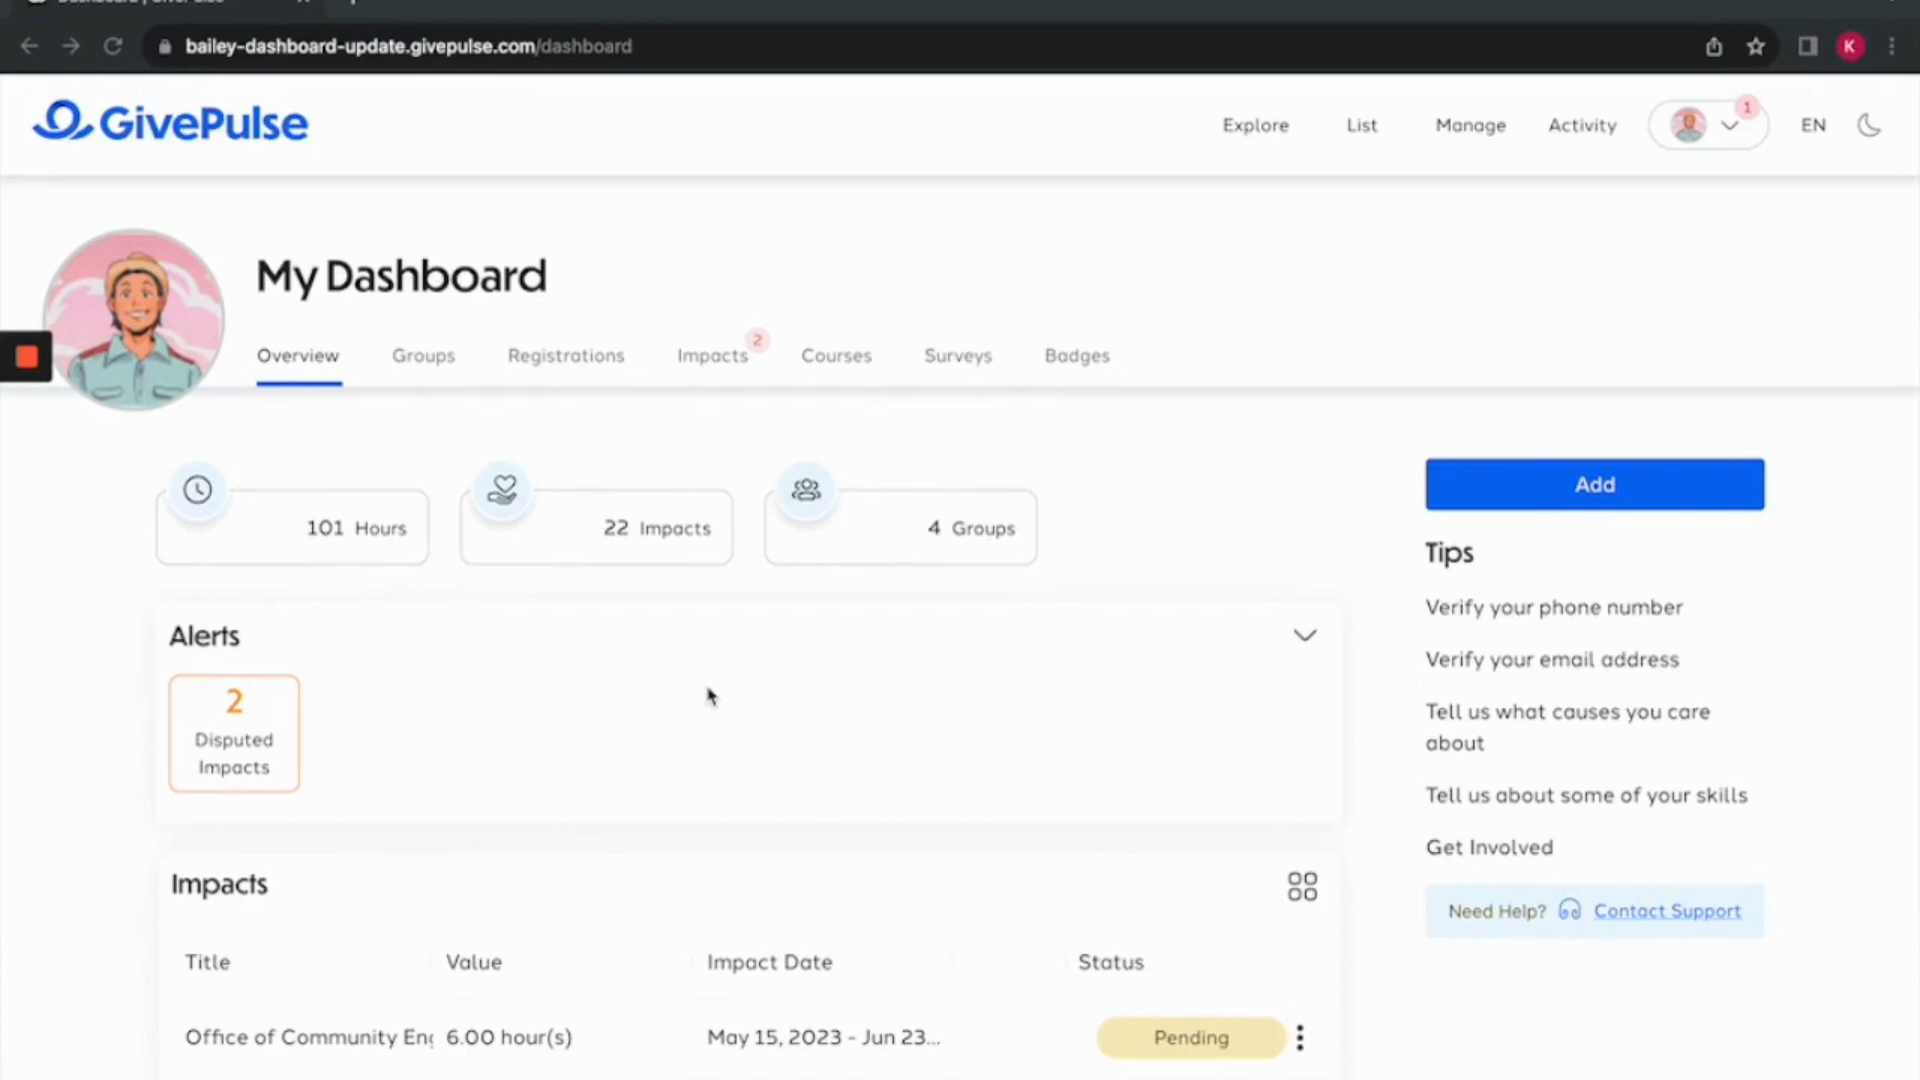 bailey-dashboard-update.givepulse.com/dashboard
K
GivePulse
Explore
List
Manage
Activity
1
EN
My Dashboard
Overview
Groups
Registrations
Impacts
2
Courses
Surveys
Badges
101 Hours
22 Impacts
4 Groups
Add
Alerts
2
Disputed
Impacts
Tips
Verify your phone number
Verify your email address
Tell us what causes you care
about
Tell us about some of your skills
Get Involved
Need Help? Contact Support
Impacts
Title
Value
Impact Date
Status
Office of Community Eng
6.00 hour(s)
May 15, 2023 - Jun 23...
Pending